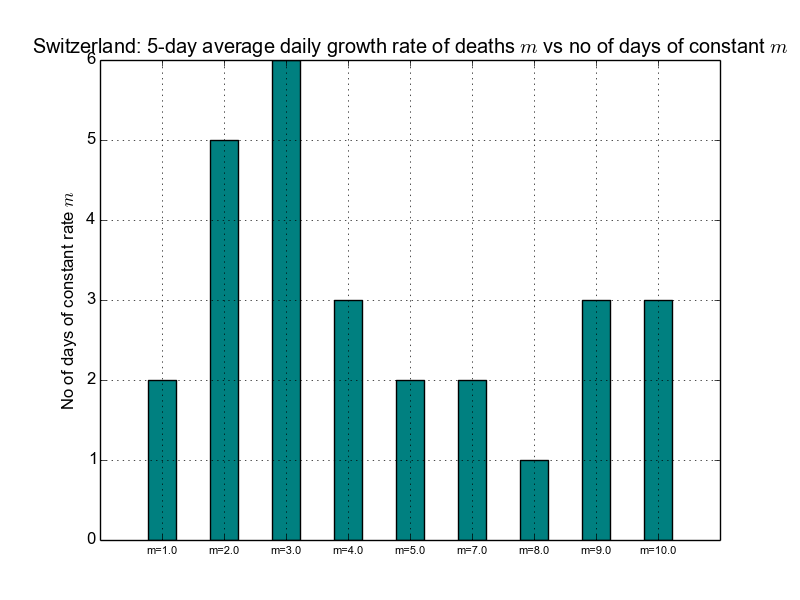 Switzerland: 5-day average daily growth rate of deaths m vs no of days of constant m
6
5
4
3
2
1
0
No of days of constant rate m
m=1.0 m=2.0 m=3.0 m=4.0 m=5.0 m=7.0 m=8.0 m=9.0 m=10.0